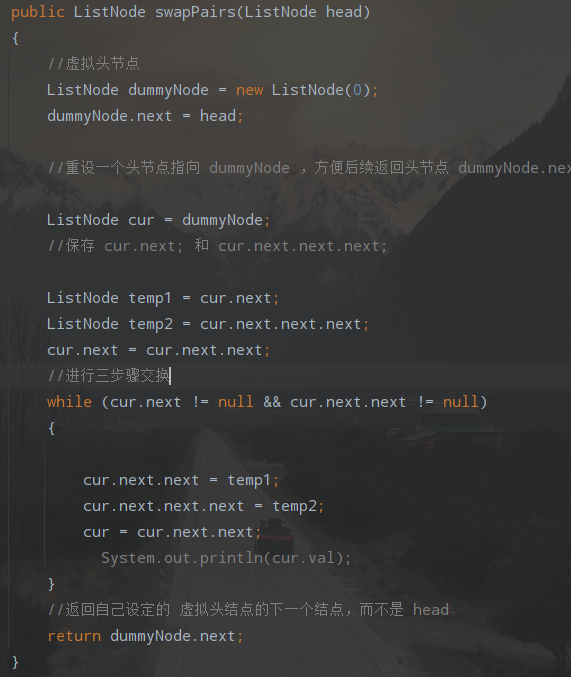 public ListNode swapPairs(ListNode head)
{
//虚拟头节点
ListNode dummyNode = new ListNode(0);
dummyNode.next = head;
//重设一个头节点指向 dummyNode ，方便后续返回头节点 dummyNode.nex
ListNode cur = dummyNode;
//保存 cur.next; 和 cur.next.next.next;
ListNode temp1 = cur.next;
ListNode temp2 = cur.next.next.next;
cur.next = cur.next.next;
//进行三步骤交换
while (cur.next != null && cur.next.next != null)
{
cur.next.next = temp1;
cur.next.next.next = temp2;
cur = cur.next.next;
System.out.println(cur.val);
}
//返回自己设定的 虚拟头结点的下一个结点，而不是 head
return dummyNode.next;
}